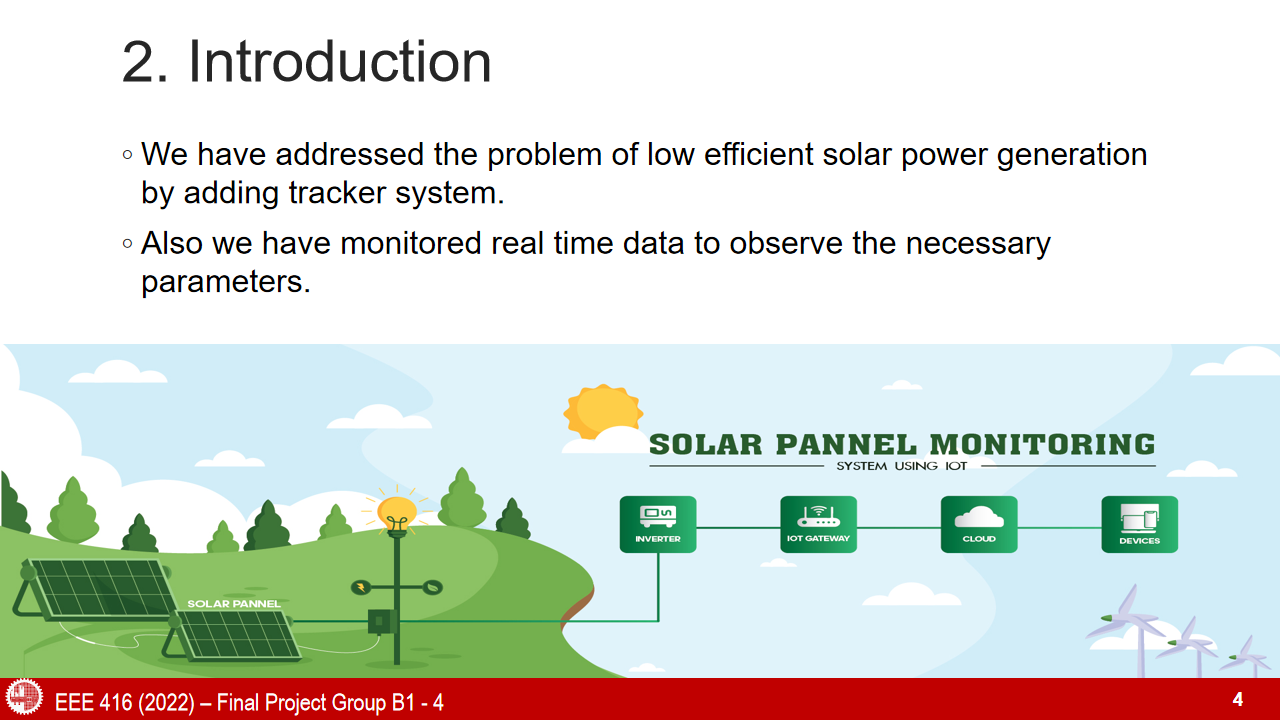 2. Introduction
◦ We have addressed the problem of low efficient solar power generation
by adding tracker system.
◦ Also we have monitored real time data to observe the necessary
parameters.
SOLAR PANNEL MONITORING
SYSTEM USING IOT
INVERTER
IOT GATEWAY
CLOUD
DEVICES
SOLAR PANNEL
EEE 416 (2022) – Final Project Group B1 - 4
4